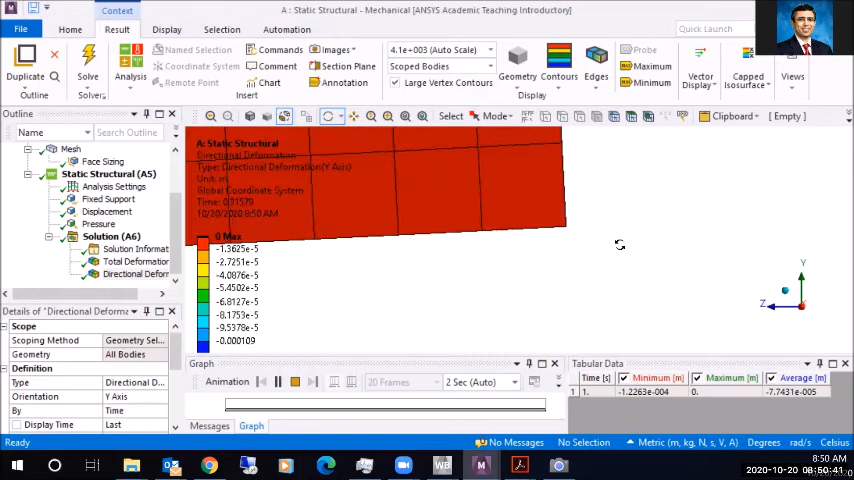 Context
A : Static Structural - Mechanical [ANSYS Academic Teaching Introductory]
File
Home
Result
Display
Selection
Automation
Quick Launch
Duplicate
Outline
Solve
Solver
Analysis
Named Selection
Coordinate System
Remote Point
Commands
Comment
Chart
Images
Section Plane
Annotation
Insert
4.1e+003 (Auto Scale)
Scoped Bodies
Large Vertex Contours
Geometry
Contours
Edges
Display
Probe
Maximum
Minimum
Vector
Display
Capped
Isosurface
Views
Outline
Name
Search Outline
Select
Mode
Clipboard
[ Empty ]
Mesh
Face Sizing
Static Structural (A5)
Analysis Settings
Fixed Support
Displacement
Pressure
Solution (A6)
Solution Informat
Total Deformation
Directional Deform
A: Static Structural
Directional Deformation
Type: Directional Deformation(Y Axis)
Unit: m
Global Coordinate System
10/20/2020 8:50 AM
0 Max
-1.3625e-5
-2.7251e-5
-4.0876e-5
-5.4502e-5
-6.8127e-5
-8.1753e-5
-9.5378e-5
-0.000109
Y
Z
Details of "Directional Deforma
Scope
Scoping Method
Geometry Sel...
Geometry
All Bodies
Definition
Type
Directional D...
Orientation
Y Axis
By
Time
Display Time
Last
Graph
Animation
20 Frames
2 Sec (Auto)
Messages
Graph
Tabular Data
Time [s]
Minimum [m]
Maximum [m]
Average [m]
1
1.
-1.2263e-004
0.
-7.7431e-005
Ready
No Messages
No Selection
Metric (m, kg, N, s, V, A)
Degrees
rad/s
Celsius
8:50 AM
2020-10-20 08:50:41